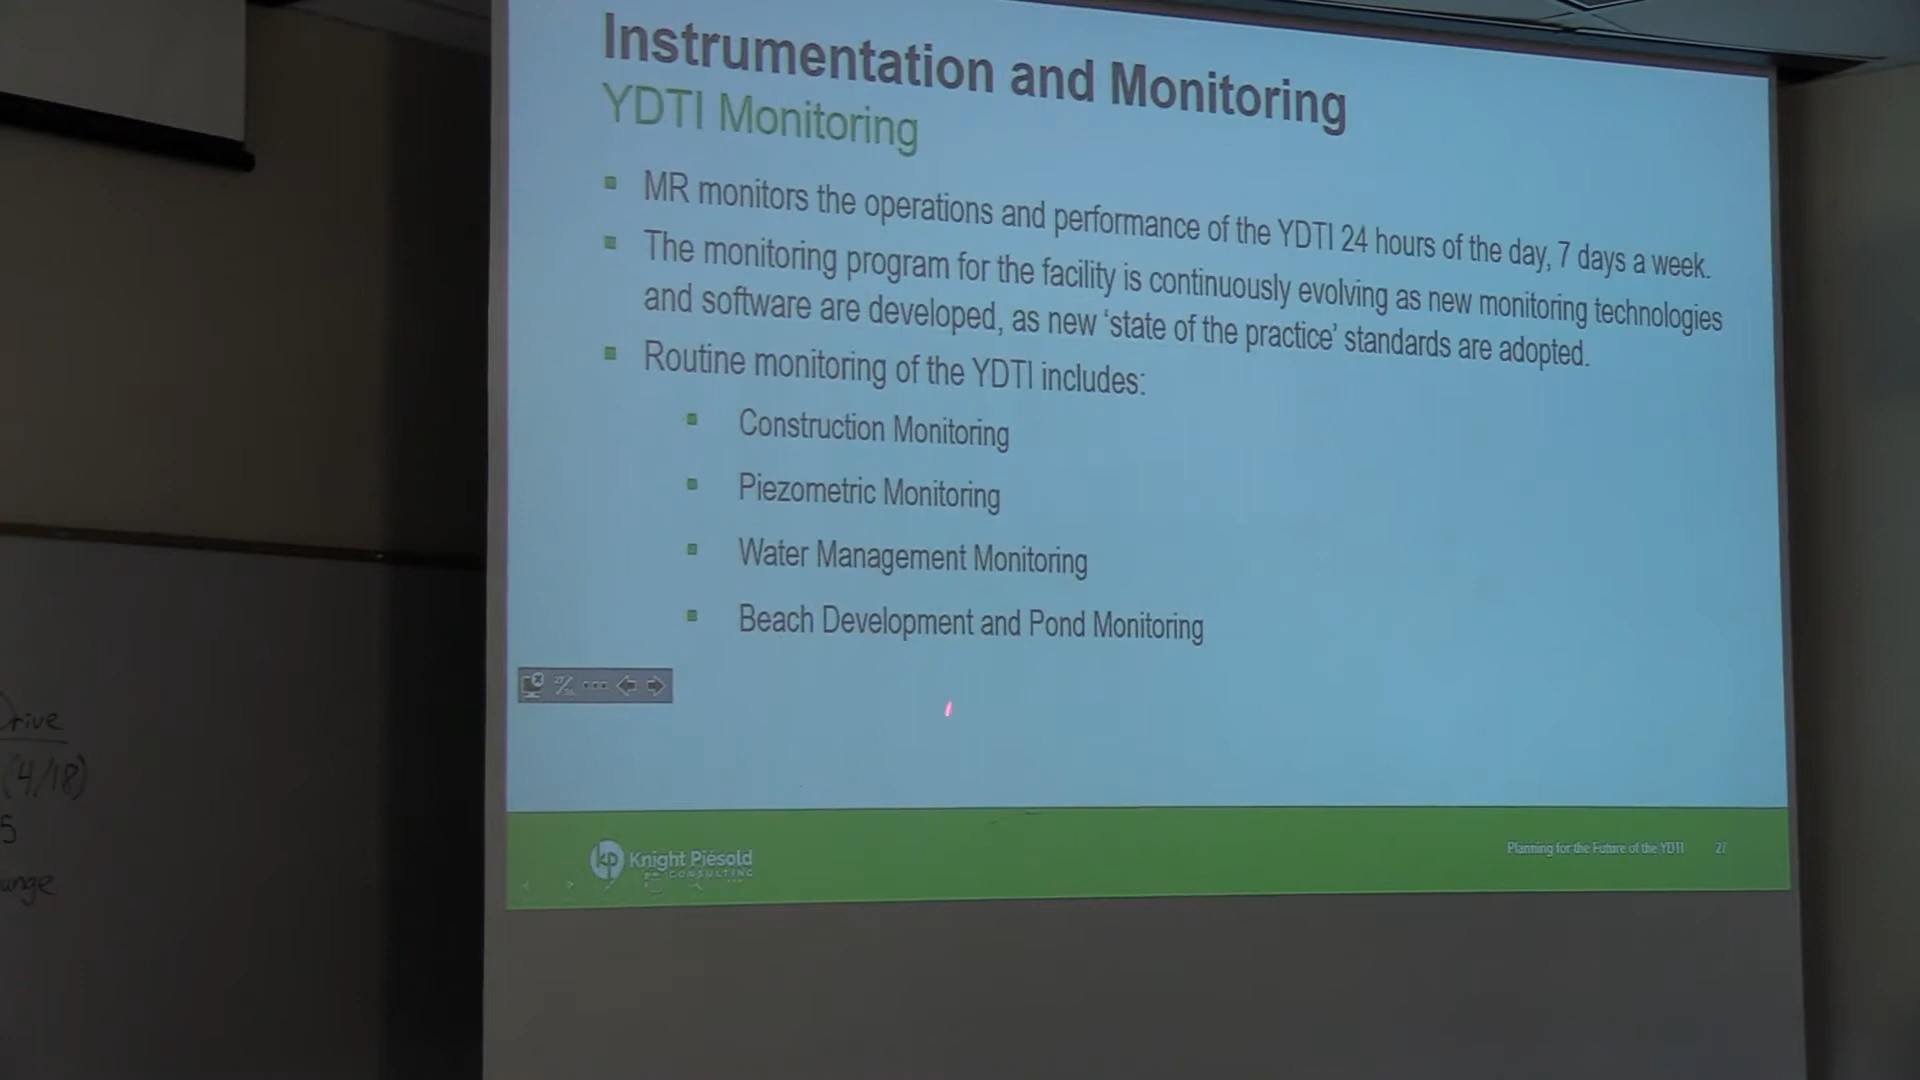 Instrumentation and Monitoring
YDTI Monitoring
MR monitors the operations and performance of the YDTI 24 hours of the day, 7 days a week.
The monitoring program for the facility is continuously evolving as new monitoring technologies
and software are developed, as new ‘state of the practice’ standards are adopted.
Routine monitoring of the YDTI includes:
Construction Monitoring
Piezometric Monitoring
Water Management Monitoring
Beach Development and Pond Monitoring
kp Knight Piésold
CONSULTING
Planning for the Future of the YDTI 27
Drive
(4/18)
5